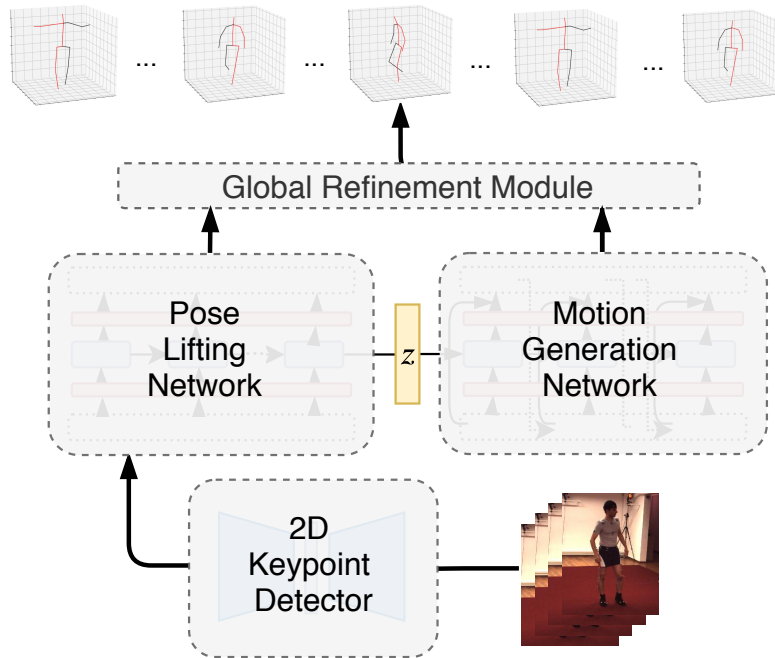 ... ... ... ...
Global Refinement Module
Pose
Lifting
Network
z
Motion
Generation
Network
2D
Keypoint
Detector